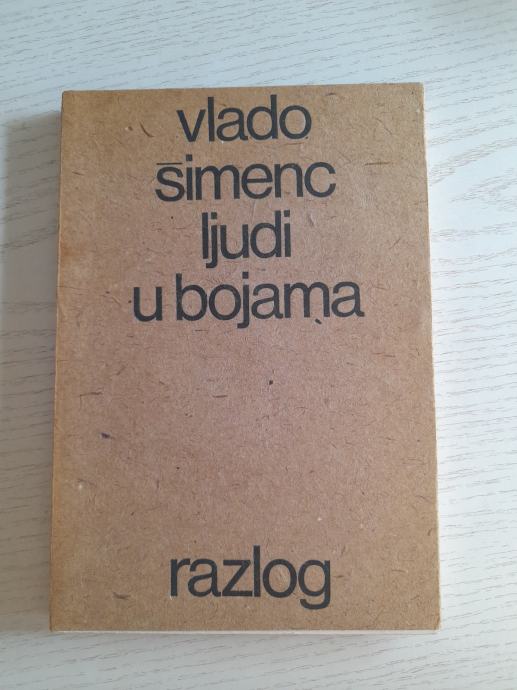 vlado
šimenc
ljudi
u bojama
razlog